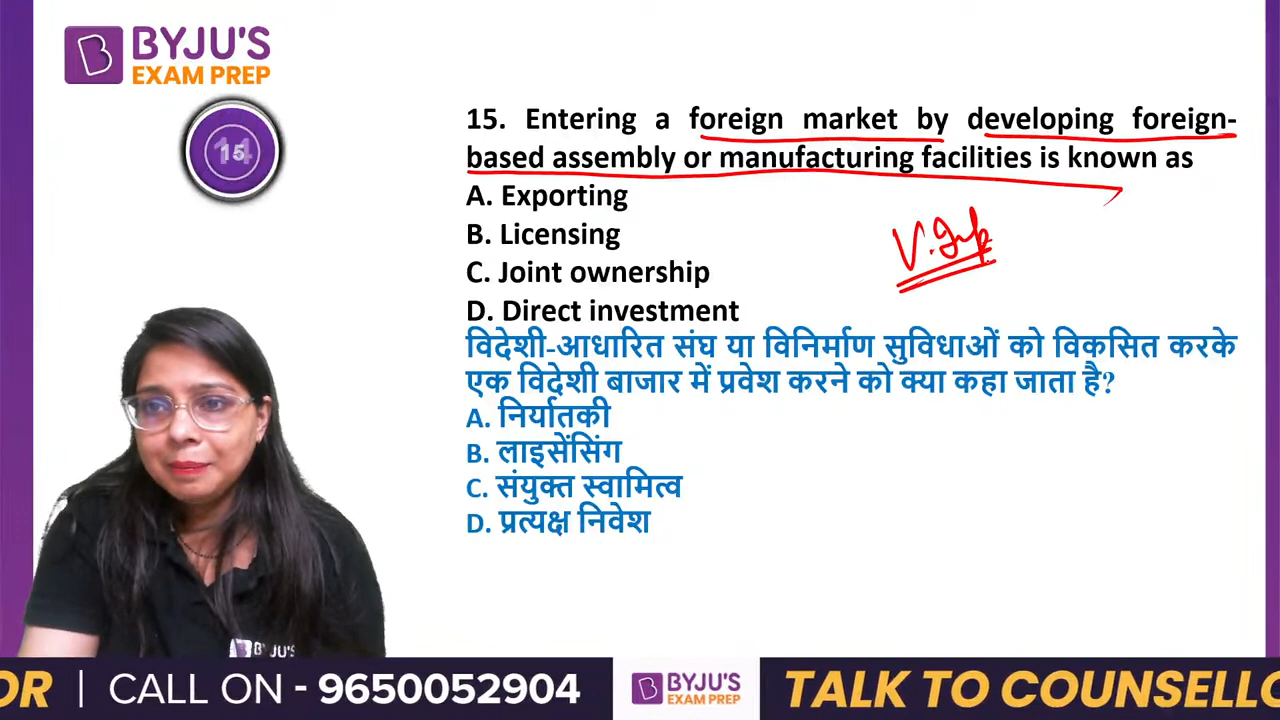 BYJU'S
EXAM PREP
15
15. Entering a foreign market by developing foreign-
based assembly or manufacturing facilities is known as
A. Exporting
B. Licensing
C. Joint ownership
D. Direct investment
V. Imp
विदेशी-आधारित संघ या विनिर्माण सुविधाओं को विकसित करके
एक विदेशी बाजार में प्रवेश करने को क्या कहा जाता है?
A. निर्यातकी
B. लाइसेंसिंग
C. संयुक्त स्वामित्व
D. प्रत्यक्ष निवेश
BYJU'S
OR | CALL ON - 9650052904 BYJU'S EXAM PREP TALK TO COUNSELLO